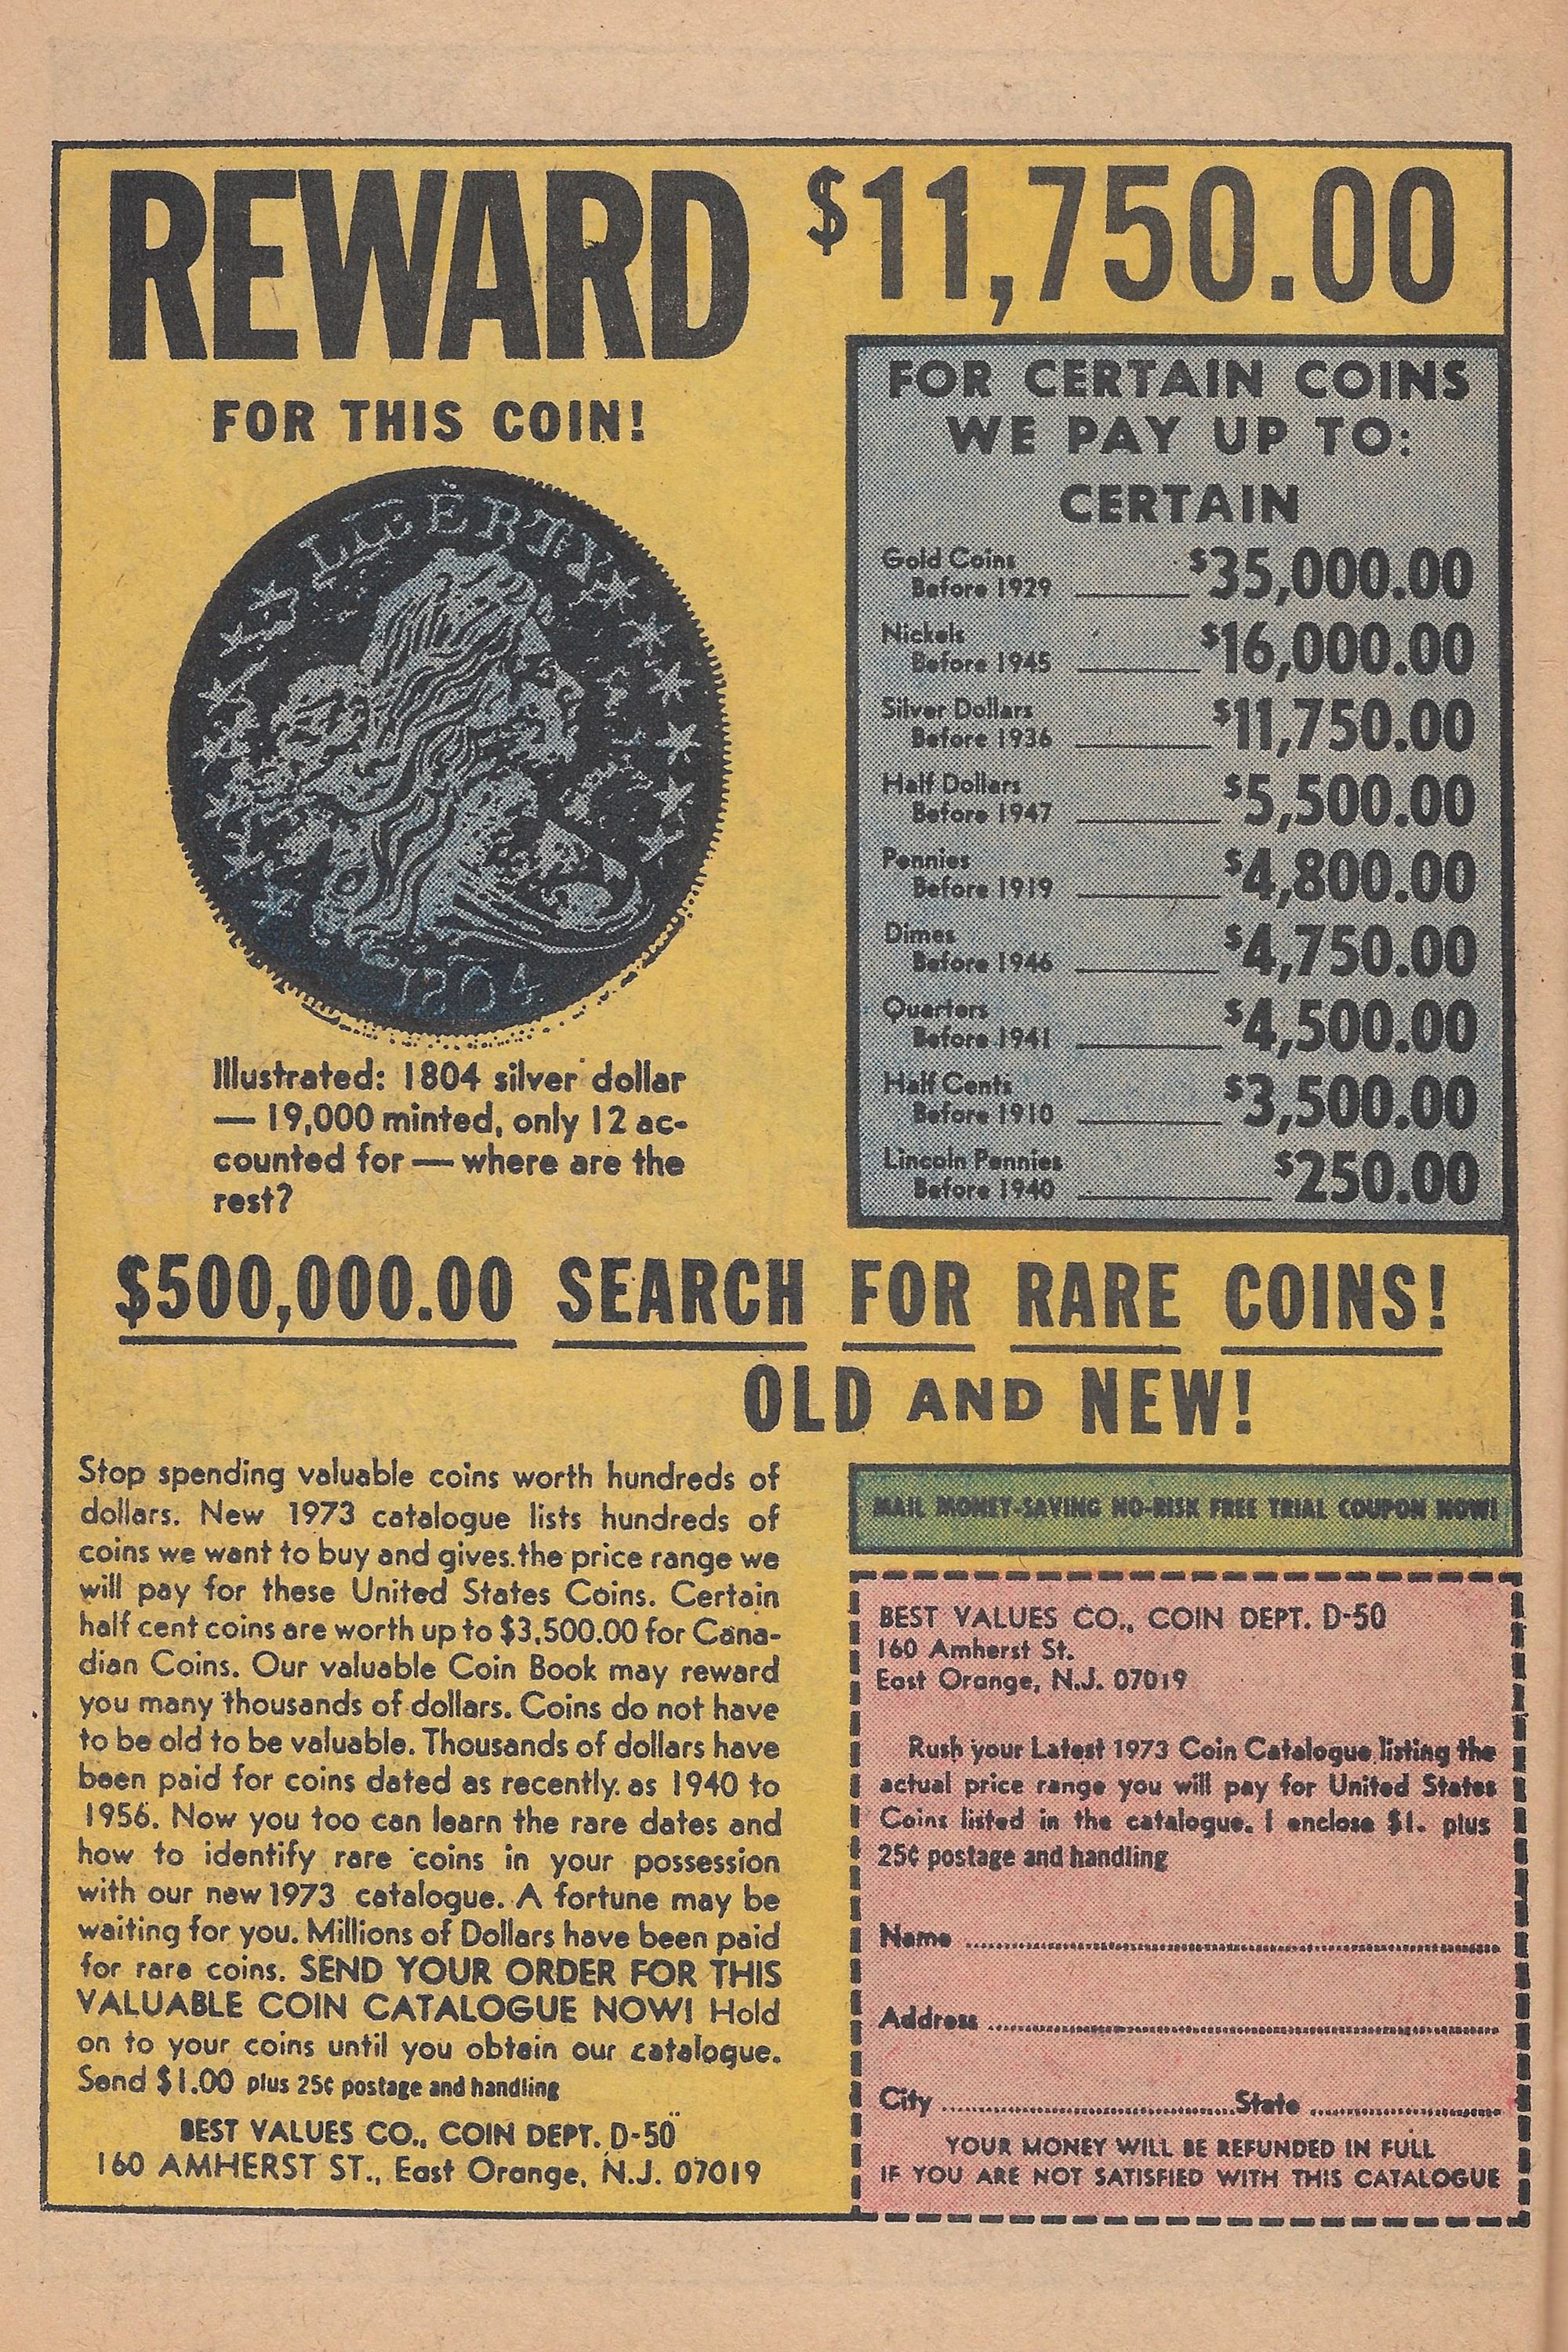 REWARD $11,750.00
FOR THIS COIN!
LIBERTY
1804
Illustrated: 1804 silver dollar
— 19,000 minted, only 12 ac-
counted for — where are the
rest?
FOR CERTAIN COINS
WE PAY UP TO:
CERTAIN
Gold Coins
Before 1929 $35,000.00
Nickels
Before 1945 $16,000.00
Silver Dollars
Before 1936 $11,750.00
Half Dollars
Before 1947 $5,500.00
Pennies
Before 1919 $4,800.00
Dimes
Before 1946 $4,750.00
Quarters
Before 1941 $4,500.00
Half Cents
Before 1910 $3,500.00
Lincoln Pennies
Before 1940 $250.00
$500,000.00 SEARCH FOR RARE COINS!
OLD AND NEW!
Stop spending valuable coins worth hundreds of
dollars. New 1973 catalogue lists hundreds of
coins we want to buy and gives the price range we
will pay for these United States Coins. Certain
half cent coins are worth up to $3,500.00 for Cana-
dian Coins. Our valuable Coin Book may reward
you many thousands of dollars. Coins do not have
to be old to be valuable. Thousands of dollars have
been paid for coins dated as recently as 1940 to
1956. Now you too can learn the rare dates and
how to identify rare coins in your possession
with our new 1973 catalogue. A fortune may be
waiting for you. Millions of Dollars have been paid
for rare coins. SEND YOUR ORDER FOR THIS
VALUABLE COIN CATALOGUE NOW! Hold
on to your coins until you obtain our catalogue.
Send $1.00 plus 25¢ postage and handling
BEST VALUES CO., COIN DEPT. D-50
160 AMHERST ST., East Orange, N.J. 07019
MAIL MONEY-SAVING NO-RISK FREE TRIAL COUPON NOW!
BEST VALUES CO., COIN DEPT. D-50
160 Amherst St.
East Orange, N.J. 07019
Rush your Latest 1973 Coin Catalogue listing the
actual price range you will pay for United States
Coins listed in the catalogue. I enclose $1. plus
25¢ postage and handling
Name
Address
City State
YOUR MONEY WILL BE REFUNDED IN FULL
IF YOU ARE NOT SATISFIED WITH THIS CATALOGUE